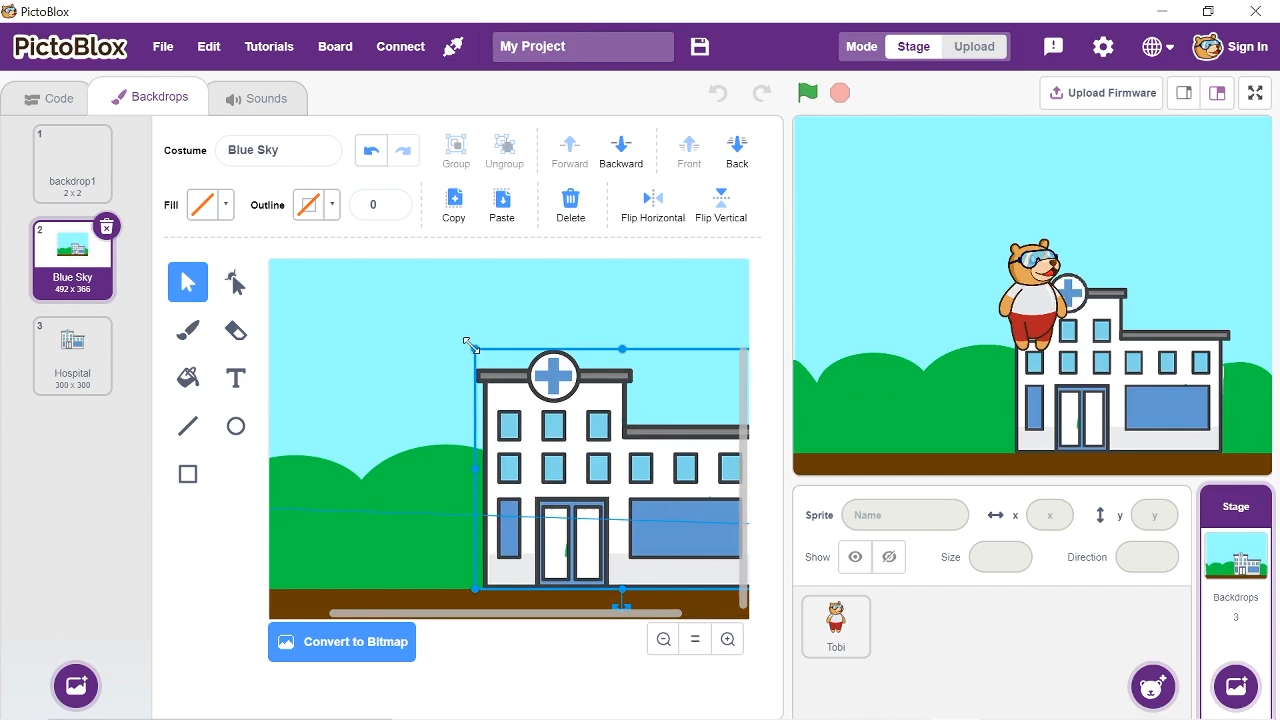 PictoBlox
PictoBlox File Edit Tutorials Board Connect My Project Mode Stage Upload Sign In
Code Backdrops Sounds Upload Firmware
1
backdrop1
2 x 2
2
Blue Sky
492 x 366
3
Hospital
300 x 300
Costume Blue Sky Group Ungroup Forward Backward Front Back
Fill Outline 0 Copy Paste Delete Flip Horizontal Flip Vertical
T
Convert to Bitmap
Sprite Name x x y y
Show Size Direction
Tobi
Stage
Backdrops
3